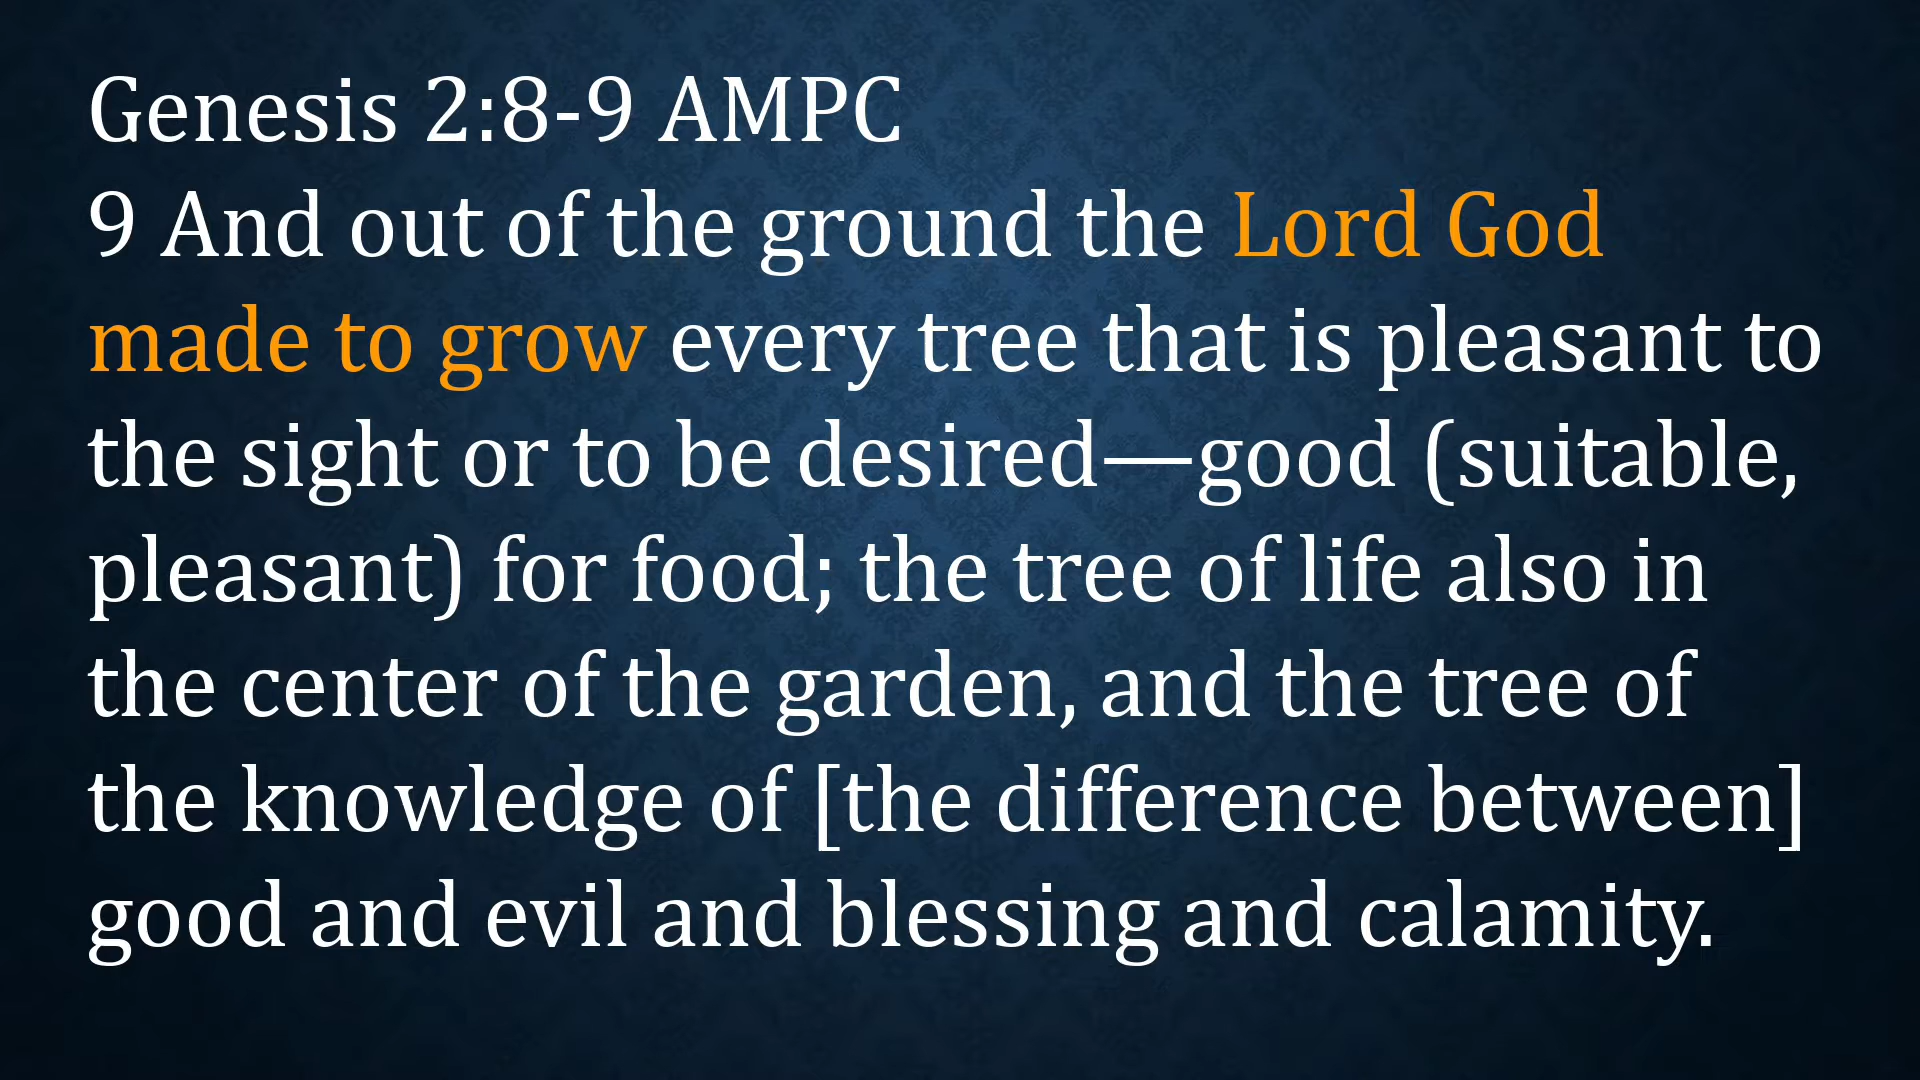 Genesis 2:8-9 AMPC
9 And out of the ground the Lord God
made to grow every tree that is pleasant to
the sight or to be desired—good (suitable,
pleasant) for food; the tree of life also in
the center of the garden, and the tree of
the knowledge of [the difference between]
good and evil and blessing and calamity.